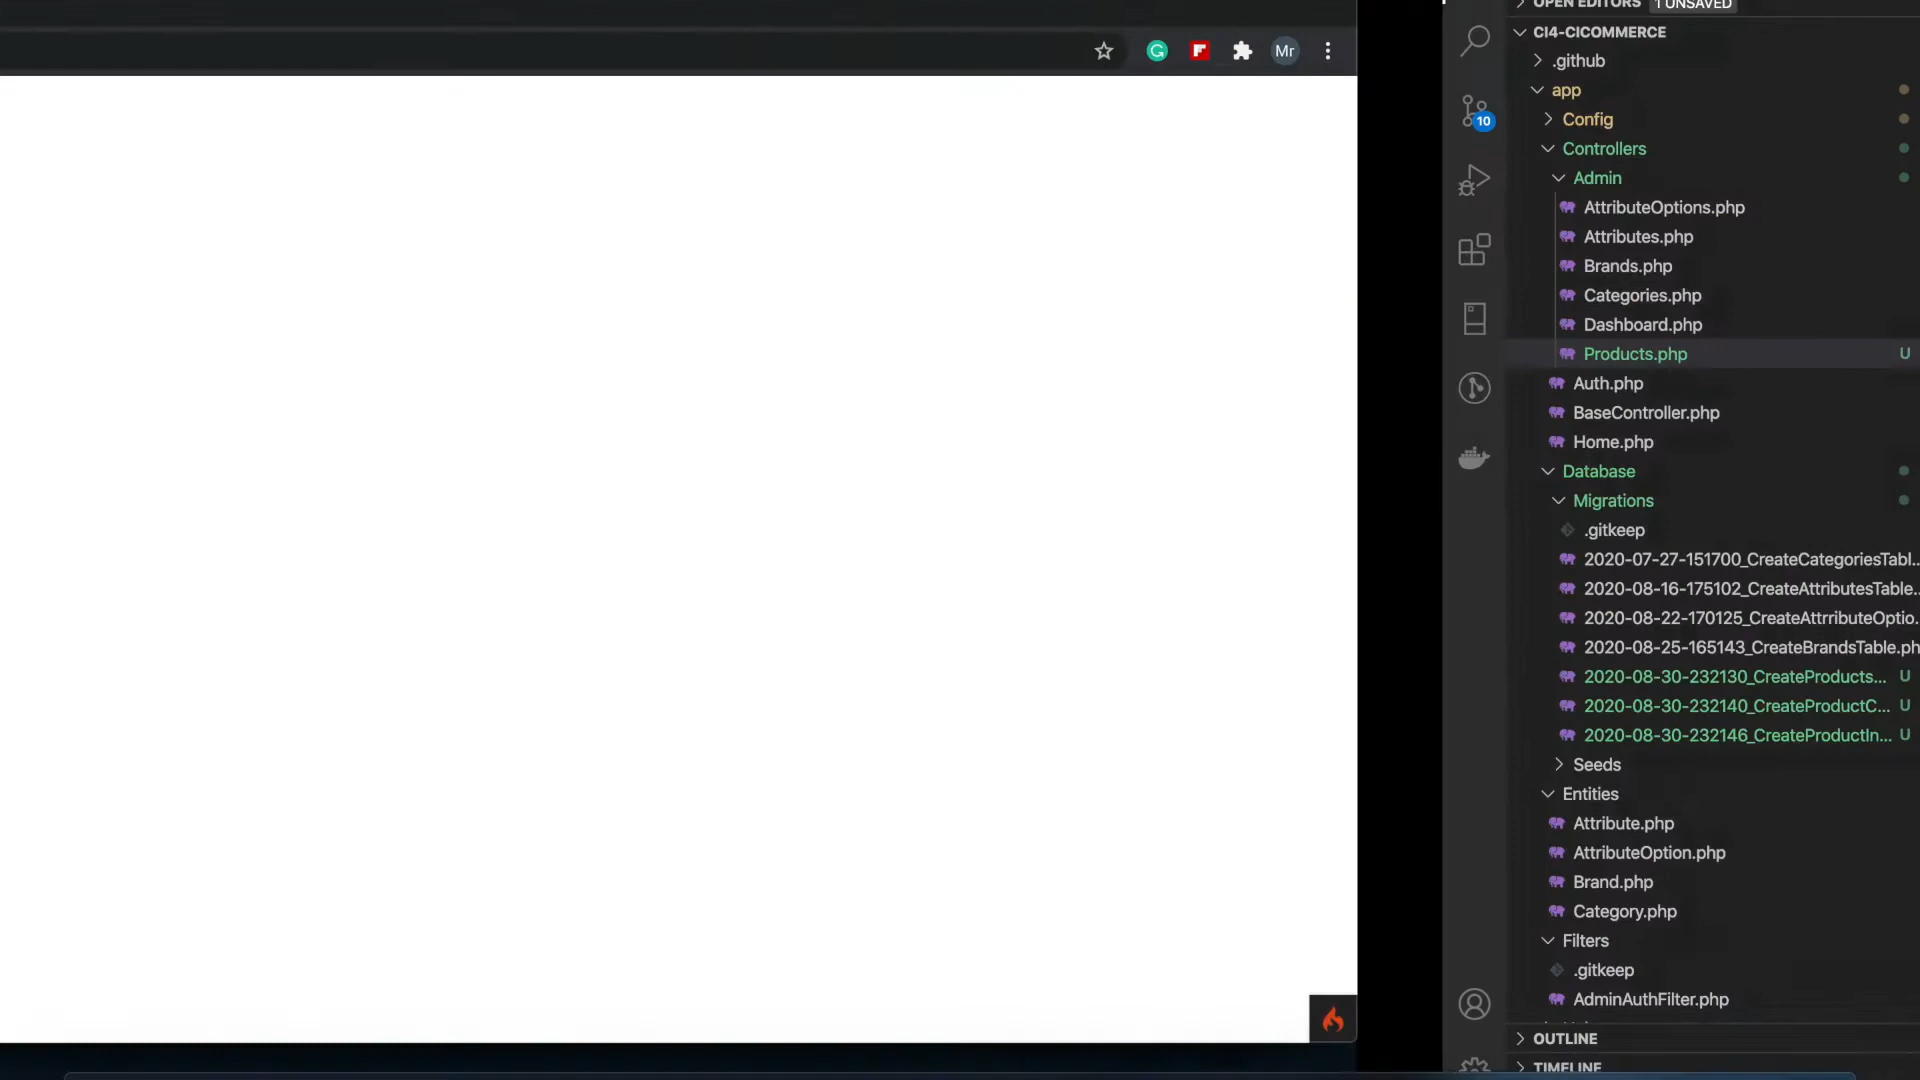 Mr
OPEN EDITORS 1 UNSAVED
CI4-CICOMMERCE
.github
app
10
Config
Controllers
Admin
AttributeOptions.php
Attributes.php
Brands.php
Categories.php
Dashboard.php
Products.php U
Auth.php
BaseController.php
Home.php
Database
Migrations
.gitkeep
2020-07-27-151700_CreateCategoriesTabl...
2020-08-16-175102_CreateAttributesTable..
2020-08-22-170125_CreateAttrributeOptio.
2020-08-25-165143_CreateBrandsTable.ph
2020-08-30-232130_CreateProducts... U
2020-08-30-232140_CreateProductC... U
2020-08-30-232146_CreateProductIn... U
Seeds
Entities
Attribute.php
AttributeOption.php
Brand.php
Category.php
Filters
.gitkeep
AdminAuthFilter.php
OUTLINE
TIMELINE